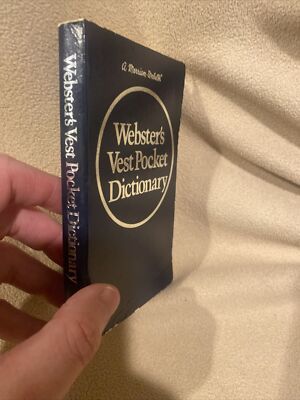 a Merriam-Webster®
Webster's
Vest Pocket
Dictionary
Webster's Vest Pocket Dictionary